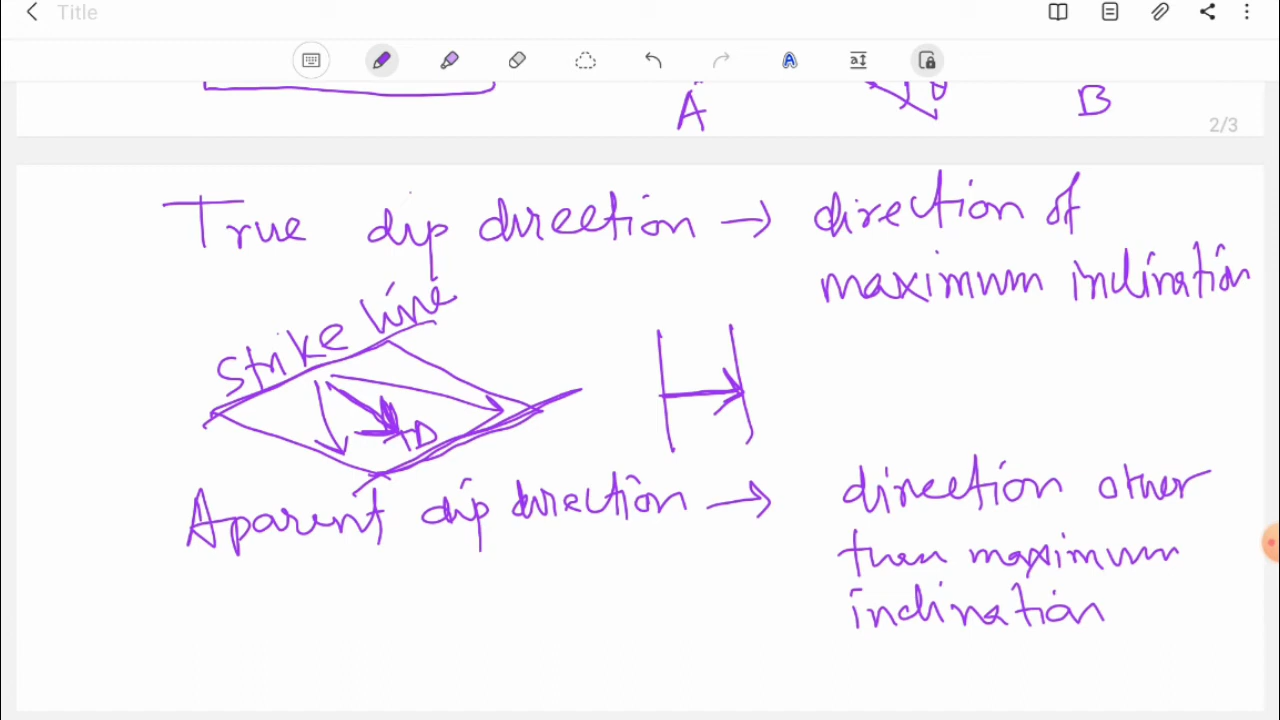 Title
A
B
2/3
True dip direction → direction of
maximum inclination
Strike line
TD
Aparent dip direction → direction other
than maximum
inclination